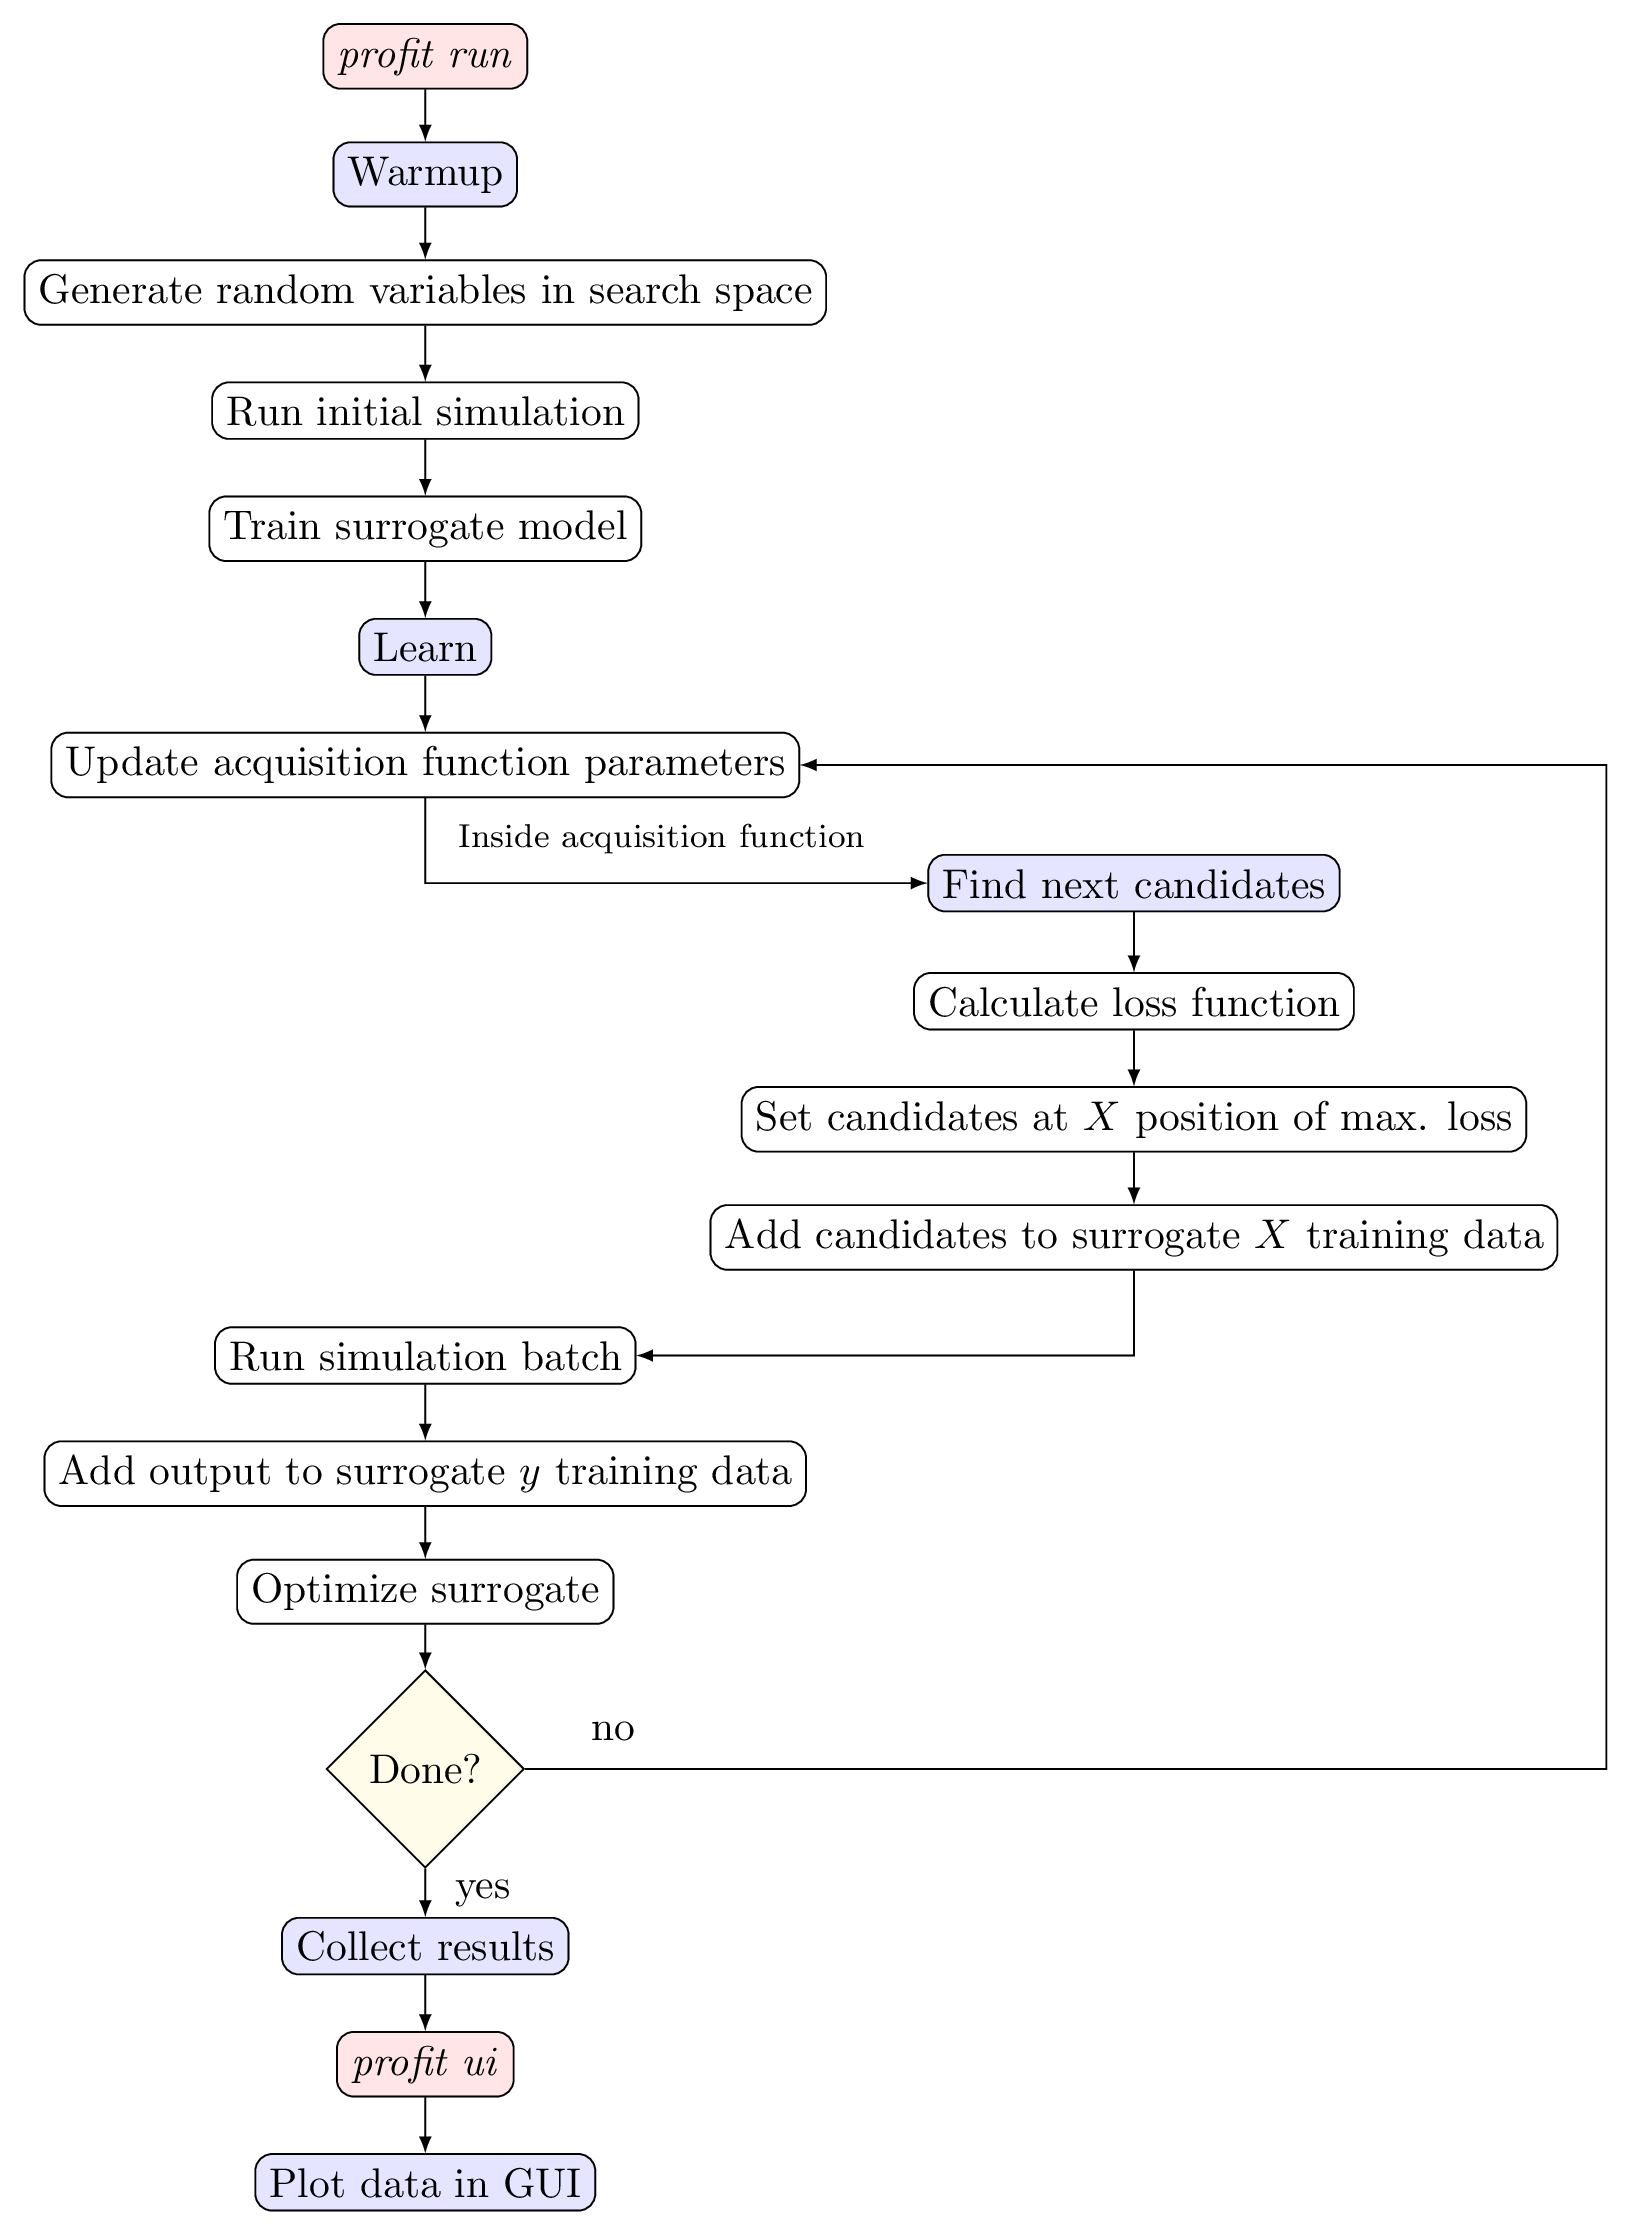 profit run
Warmup
Generate random variables in search space
Run initial simulation
Train surrogate model
Learn
Update acquisition function parameters
Inside acquisition function
Find next candidates
Calculate loss function
Set candidates at X position of max. loss
Add candidates to surrogate X training data
Run simulation batch
Add output to surrogate y training data
Optimize surrogate
no
Done?
yes
Collect results
profit ui
Plot data in GUI